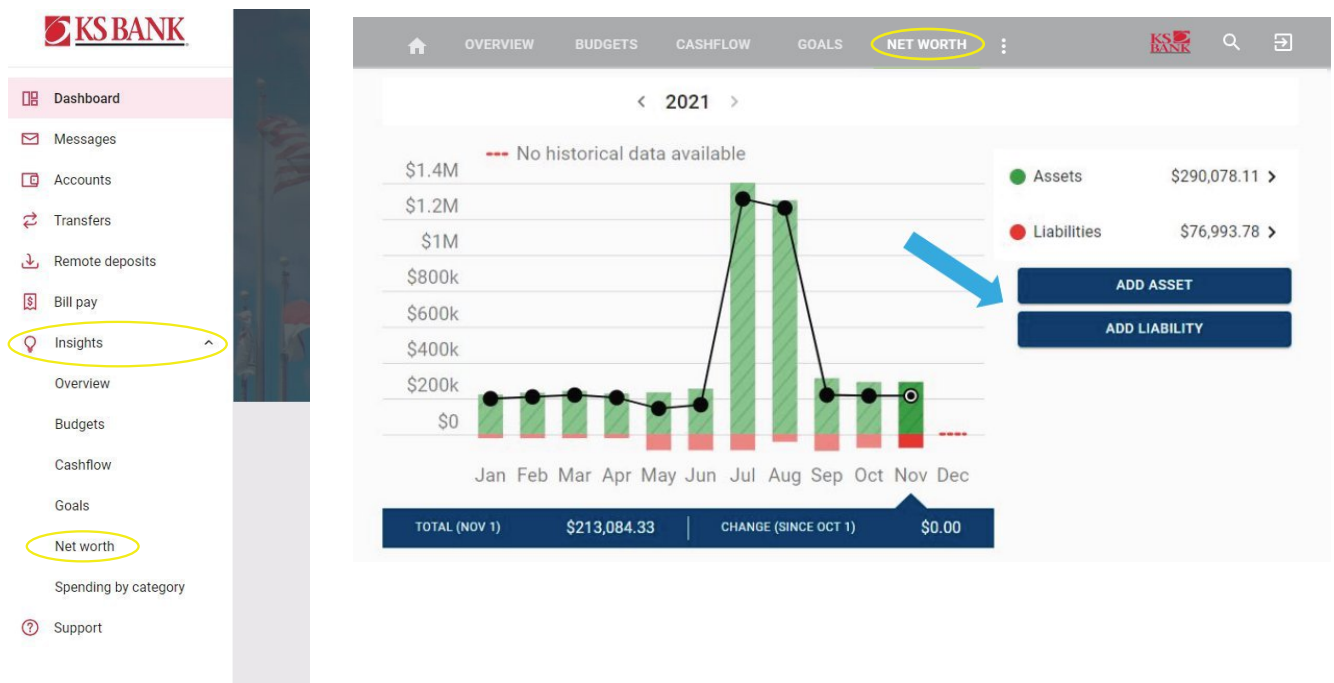 KS BANK
Dashboard
Messages
Accounts
Transfers
Remote deposits
Bill pay
Insights
Overview
Budgets
Cashflow
Goals
Net worth
Spending by category
Support
OVERVIEW BUDGETS CASHFLOW GOALS NET WORTH KS BANK
2021
No historical data available
$1.4M
$1.2M
$1M
$800k
$600k
$400k
$200k
$0
Jan Feb Mar Apr May Jun Jul Aug Sep Oct Nov Dec
TOTAL (NOV 1) $213,084.33 CHANGE (SINCE OCT 1) $0.00
Assets $290,078.11
Liabilities $76,993.78
ADD ASSET
ADD LIABILITY